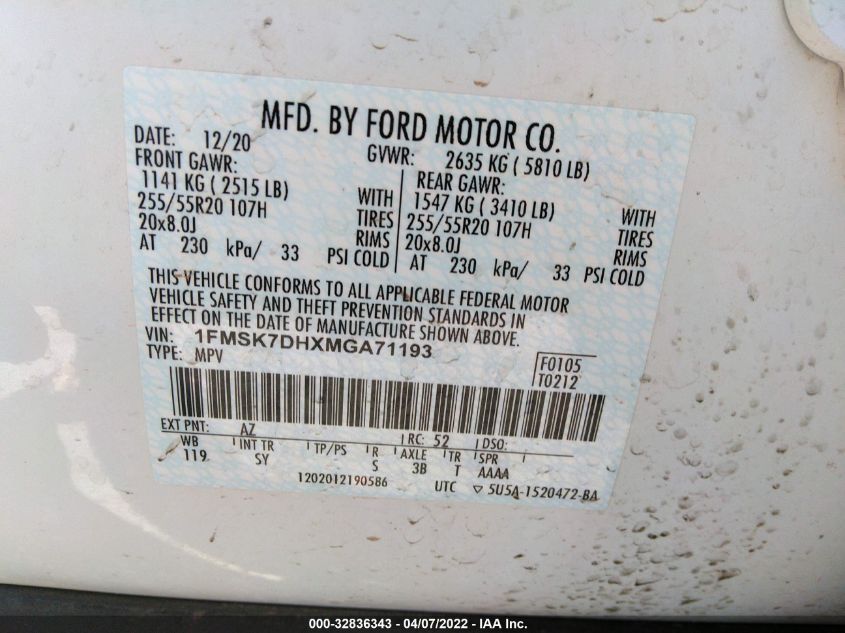 MFD. BY FORD MOTOR CO.
DATE: 12/20 GVWR: 2635 KG ( 5810 LB)
FRONT GAWR: REAR GAWR:
1141 KG ( 2515 LB) WITH 1547 KG ( 3410 LB) WITH
255/55R20 107H TIRES 255/55R20 107H TIRES
20x8.0J RIMS 20x8.0J RIMS
AT 230 kPa/ 33 PSI COLD AT 230 kPa/ 33 PSI COLD
THIS VEHICLE CONFORMS TO ALL APPLICABLE FEDERAL MOTOR
VEHICLE SAFETY AND THEFT PREVENTION STANDARDS IN
EFFECT ON THE DATE OF MANUFACTURE SHOWN ABOVE.
VIN: 1FMSK7DHXMGA71193
TYPE: MPV
F0105
T0212
EXT PNT: AZ RC: 52 DSO:
WB INT TR TP/PS R AXLE TR SPR
119 SY S 3B T AAAA
1202012190586 UTC ▽ 5U5A-1520472-BA
000-32836343 - 04/07/2022 - IAA Inc.